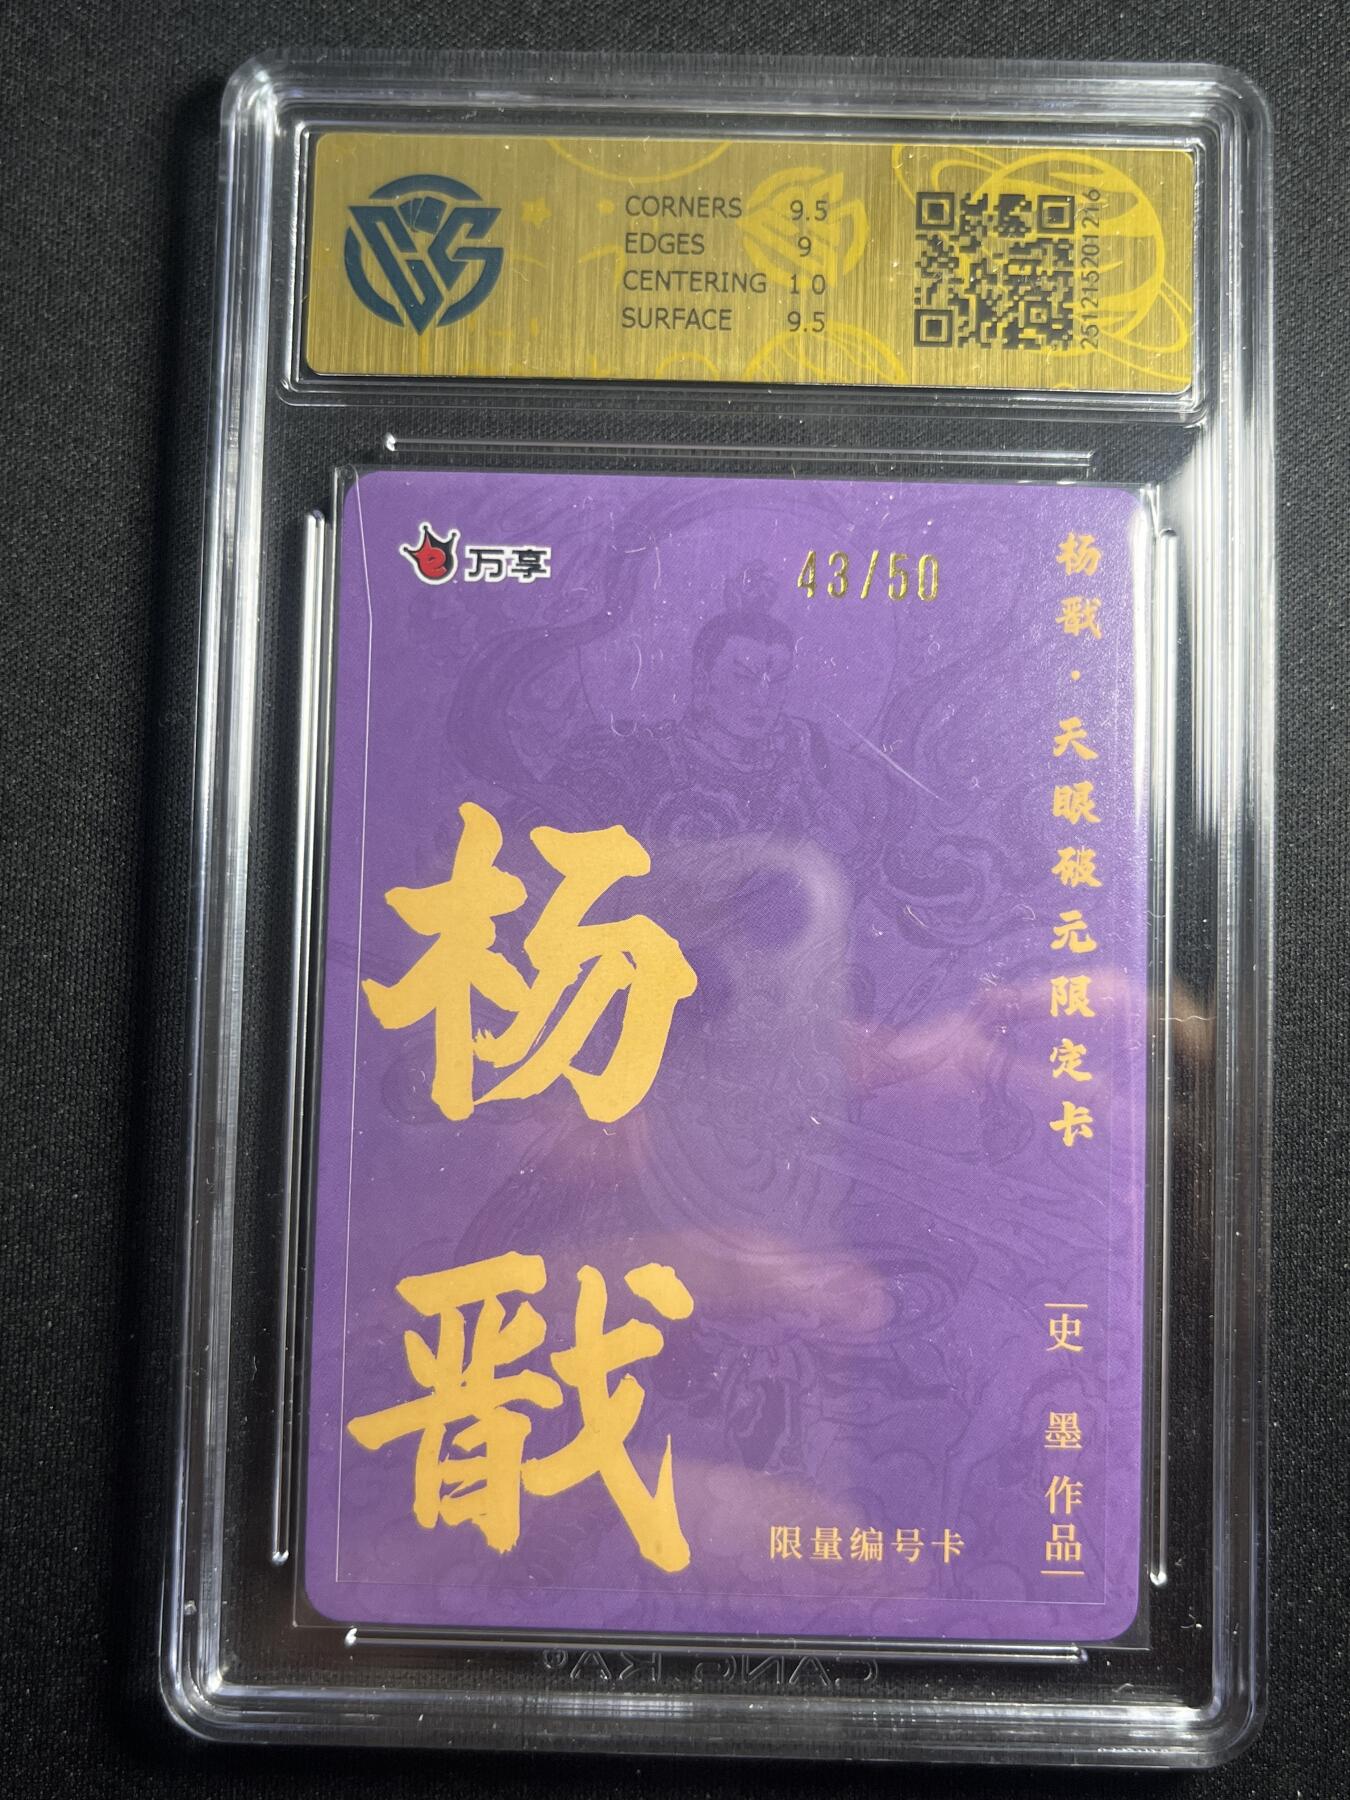 CORNERS 9.5
EDGES 9
CENTERING 10
SURFACE 9.5
251215201216
万享
43/50
杨戬·天眼破元限定卡
杨戬
史墨作品
限量编号卡